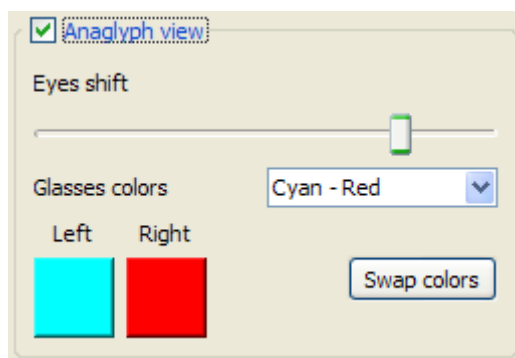 Anaglyph view
Eyes shift
Glasses colors
Cyan - Red
Left
Right
Swap colors